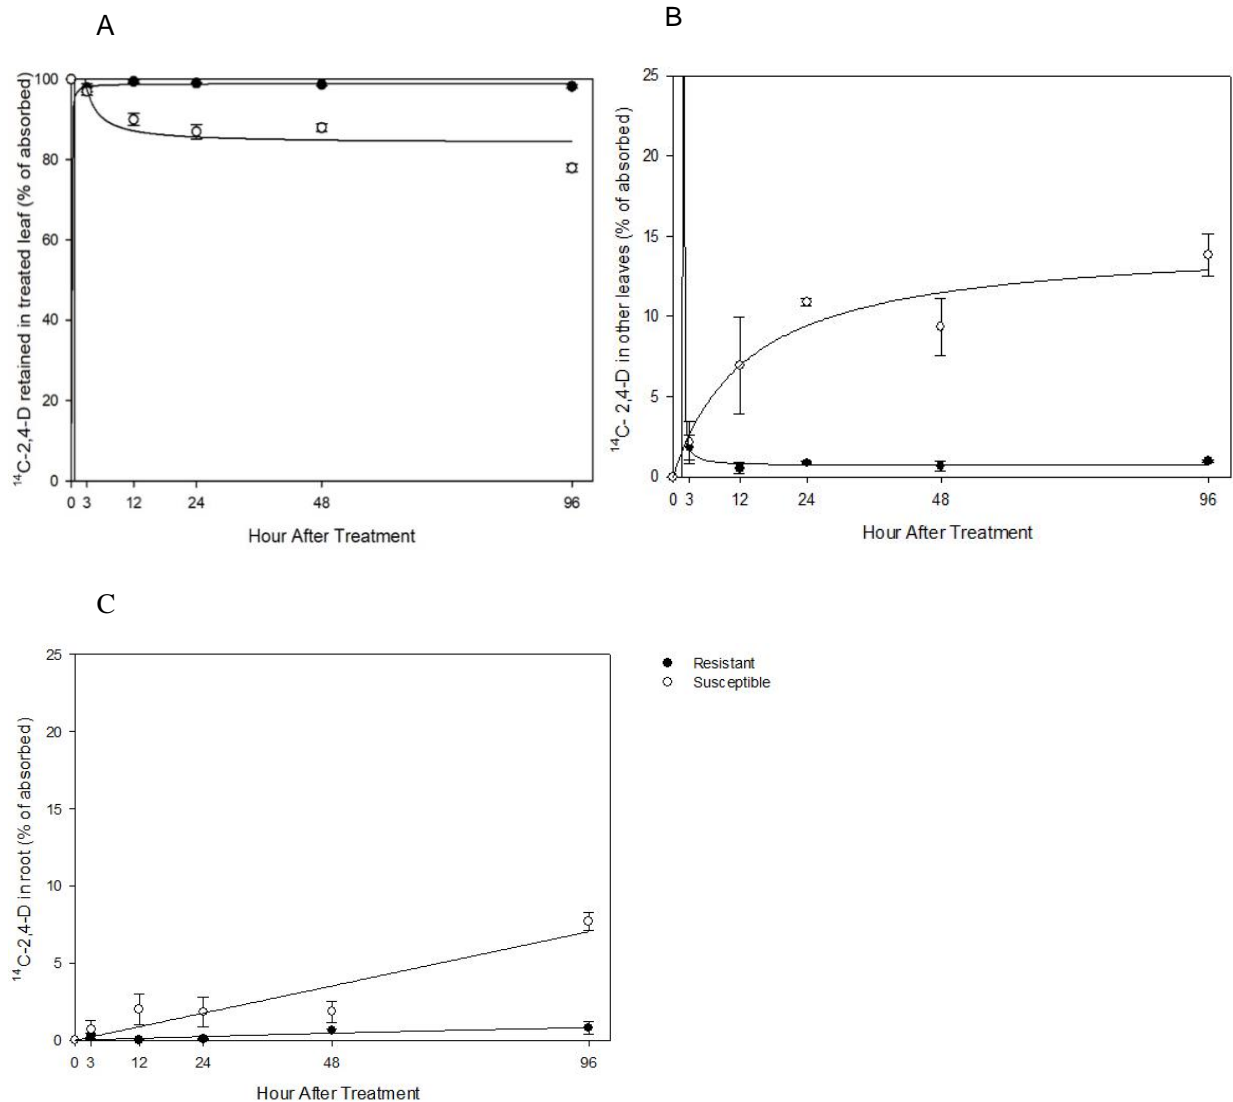 A
¹⁴C-2,4-D retained in treated leaf (% of absorbed)
100
80
60
40
20
0
0 3 12 24 48 96
Hour After Treatment
B
¹⁴C- 2,4-D in other leaves (% of absorbed)
25
20
15
10
5
0
0 3 12 24 48 96
Hour After Treatment
C
¹⁴C-2,4-D in root (% of absorbed)
25
20
15
10
5
0
0 3 12 24 48 96
Hour After Treatment
Resistant
Susceptible